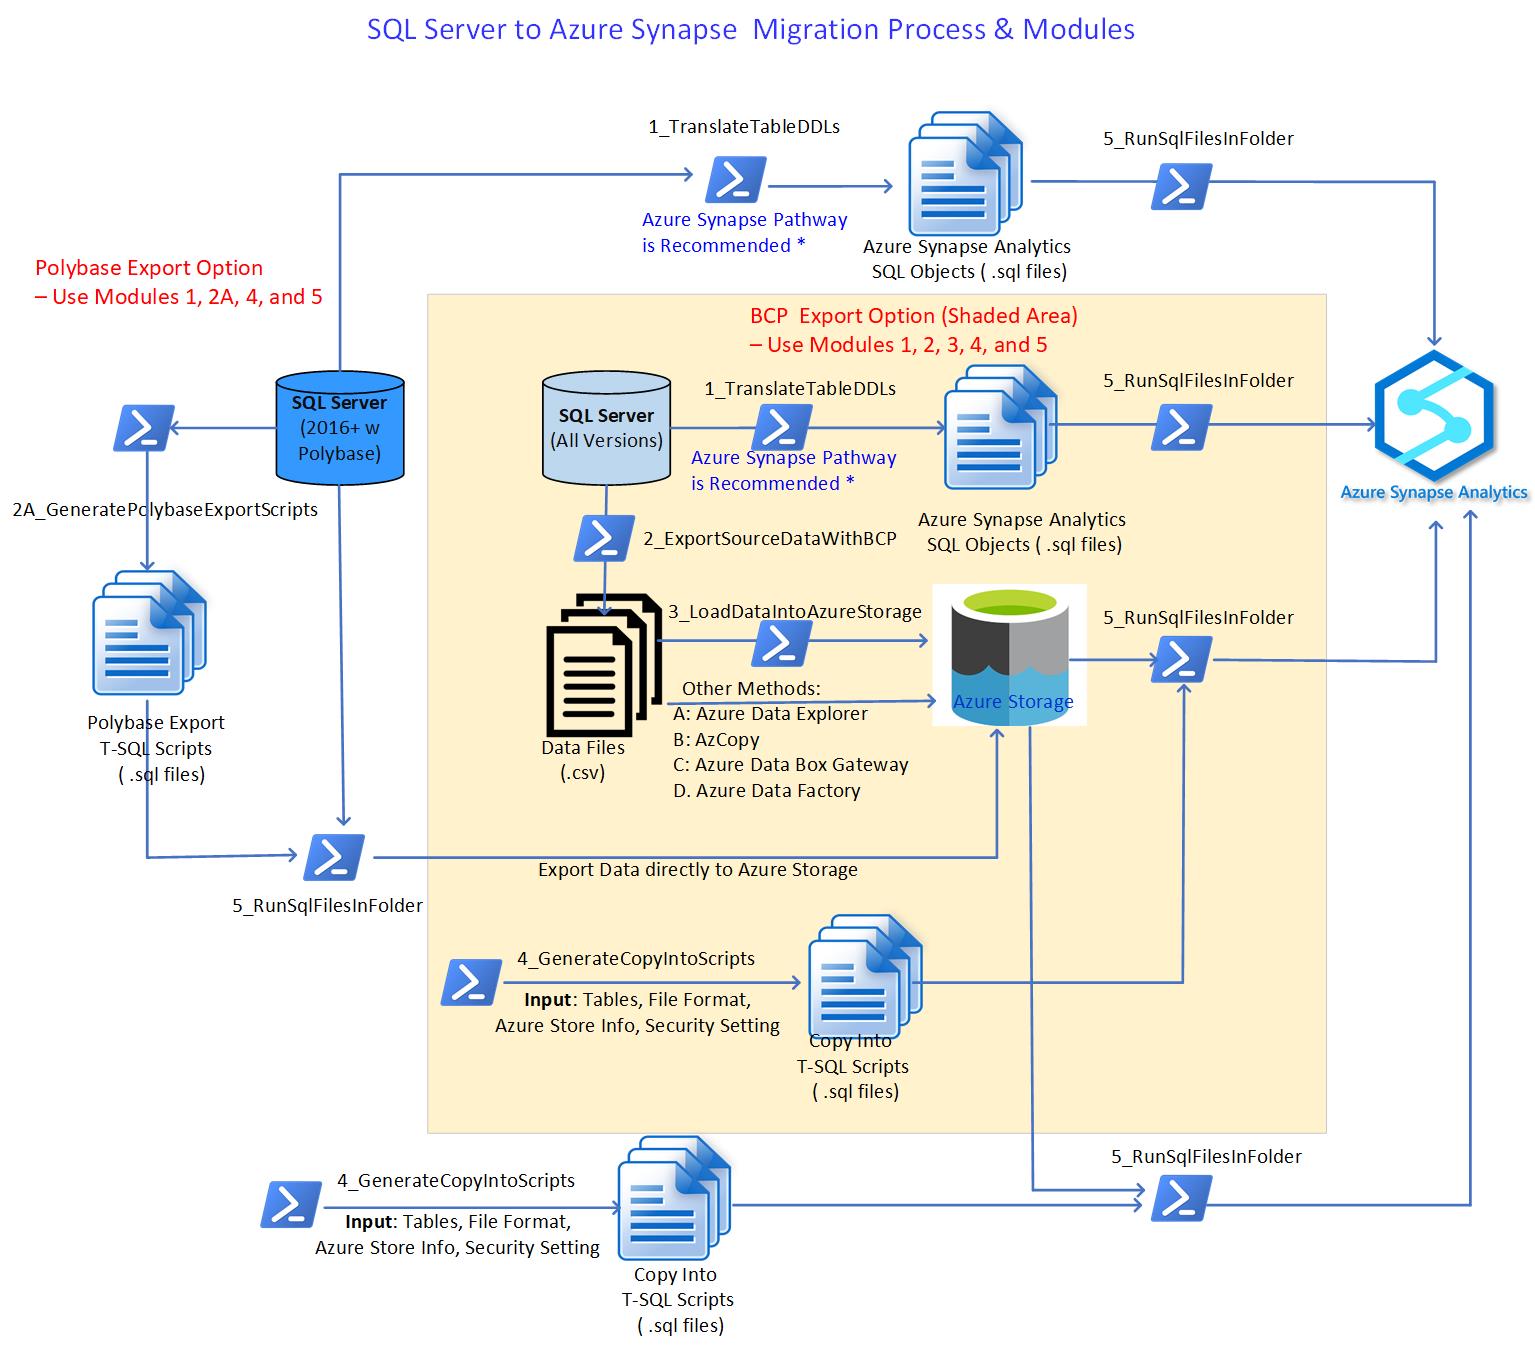 SQL Server to Azure Synapse  Migration Process & Modules
1_TranslateTableDDLs
5_RunSqlFilesInFolder
Azure Synapse Pathway
is Recommended *
Azure Synapse Analytics
SQL Objects ( .sql files)
Polybase Export Option
– Use Modules 1, 2A, 4, and 5
BCP  Export Option (Shaded Area)
– Use Modules 1, 2, 3, 4, and 5
SQL Server
(2016+ w
Polybase)
SQL Server
(All Versions)
1_TranslateTableDDLs
5_RunSqlFilesInFolder
Azure Synapse Pathway
is Recommended *
Azure Synapse Analytics
2A_GeneratePolybaseExportScripts
Azure Synapse Analytics
SQL Objects ( .sql files)
2_ExportSourceDataWithBCP
3_LoadDataIntoAzureStorage
5_RunSqlFilesInFolder
Other Methods:
A: Azure Data Explorer
B: AzCopy
C: Azure Data Box Gateway
D. Azure Data Factory
Azure Storage
Data Files
(.csv)
Polybase Export
T-SQL Scripts
( .sql files)
Export Data directly to Azure Storage
5_RunSqlFilesInFolder
4_GenerateCopyIntoScripts
Input: Tables, File Format,
Azure Store Info, Security Setting
Copy Into
T-SQL Scripts
( .sql files)
5_RunSqlFilesInFolder
4_GenerateCopyIntoScripts
Input: Tables, File Format,
Azure Store Info, Security Setting
Copy Into
T-SQL Scripts
( .sql files)